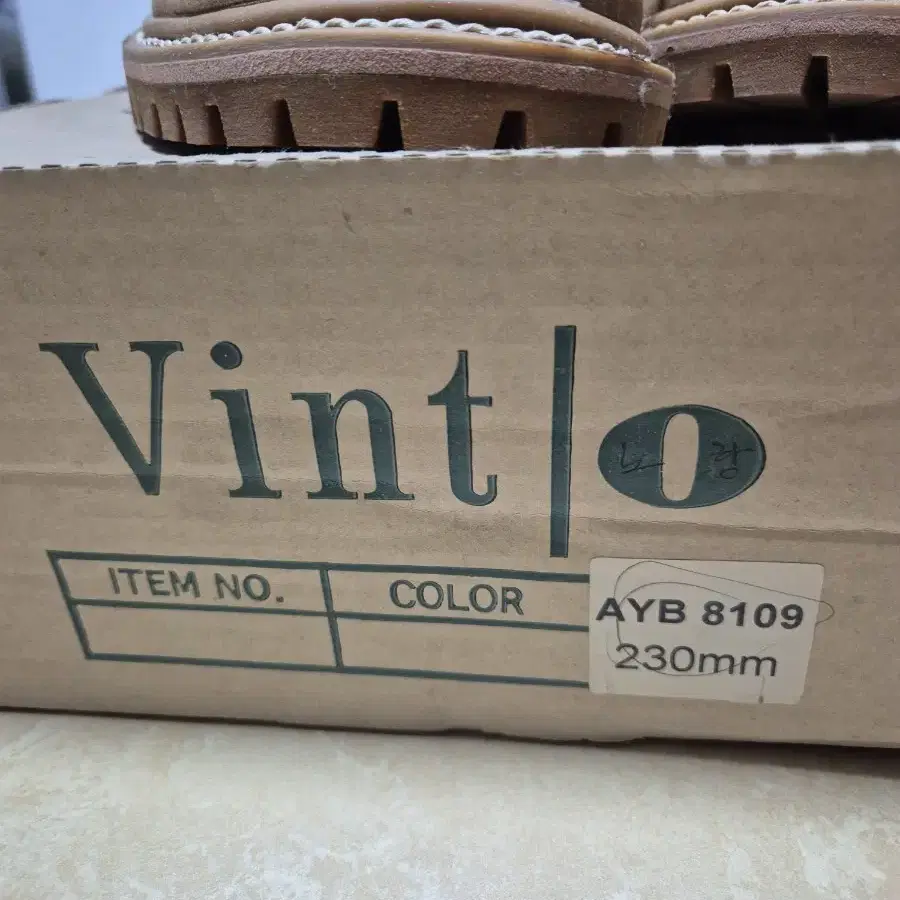 Vint|o
노랑
ITEM NO. COLOR
AYB 8109
230mm